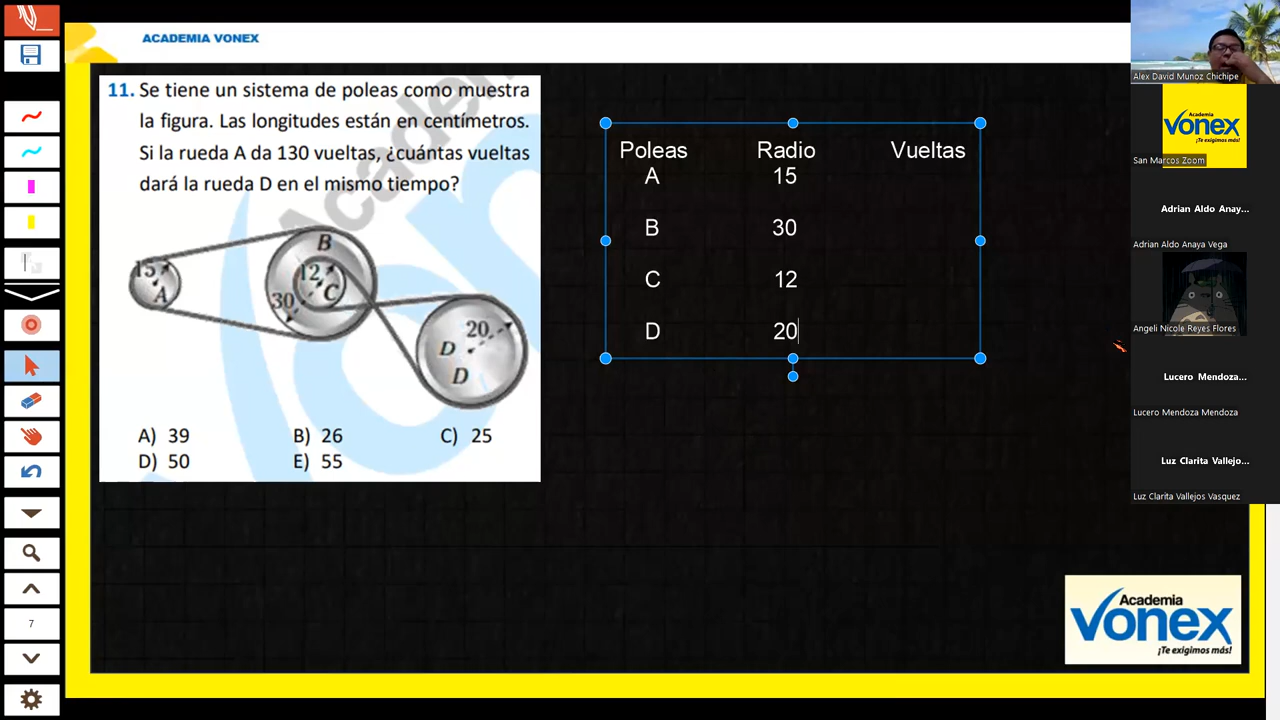 ACADEMIA VONEX
11. Se tiene un sistema de poleas como muestra
la figura. Las longitudes están en centímetros.
Si la rueda A da 130 vueltas, ¿cuántas vueltas
dará la rueda D en el mismo tiempo?
15
A
B
12
C
30
20
D
D
A) 39 B) 26 C) 25
D) 50 E) 55
Poleas Radio Vueltas
A 15
B 30
C 12
D 20
Alex David Munoz Chichipe
Academia
Vonex
¡Te exigimos más!
San Marcos Zoom
Adrian Aldo Anay...
Adrian Aldo Anaya Vega
Angeli Nicole Reyes Flores
Lucero Mendoza...
Lucero Mendoza Mendoza
Luz Clarita Vallejo...
Luz Clarita Vallejos Vasquez
7
Academia
Vonex
¡Te exigimos más!